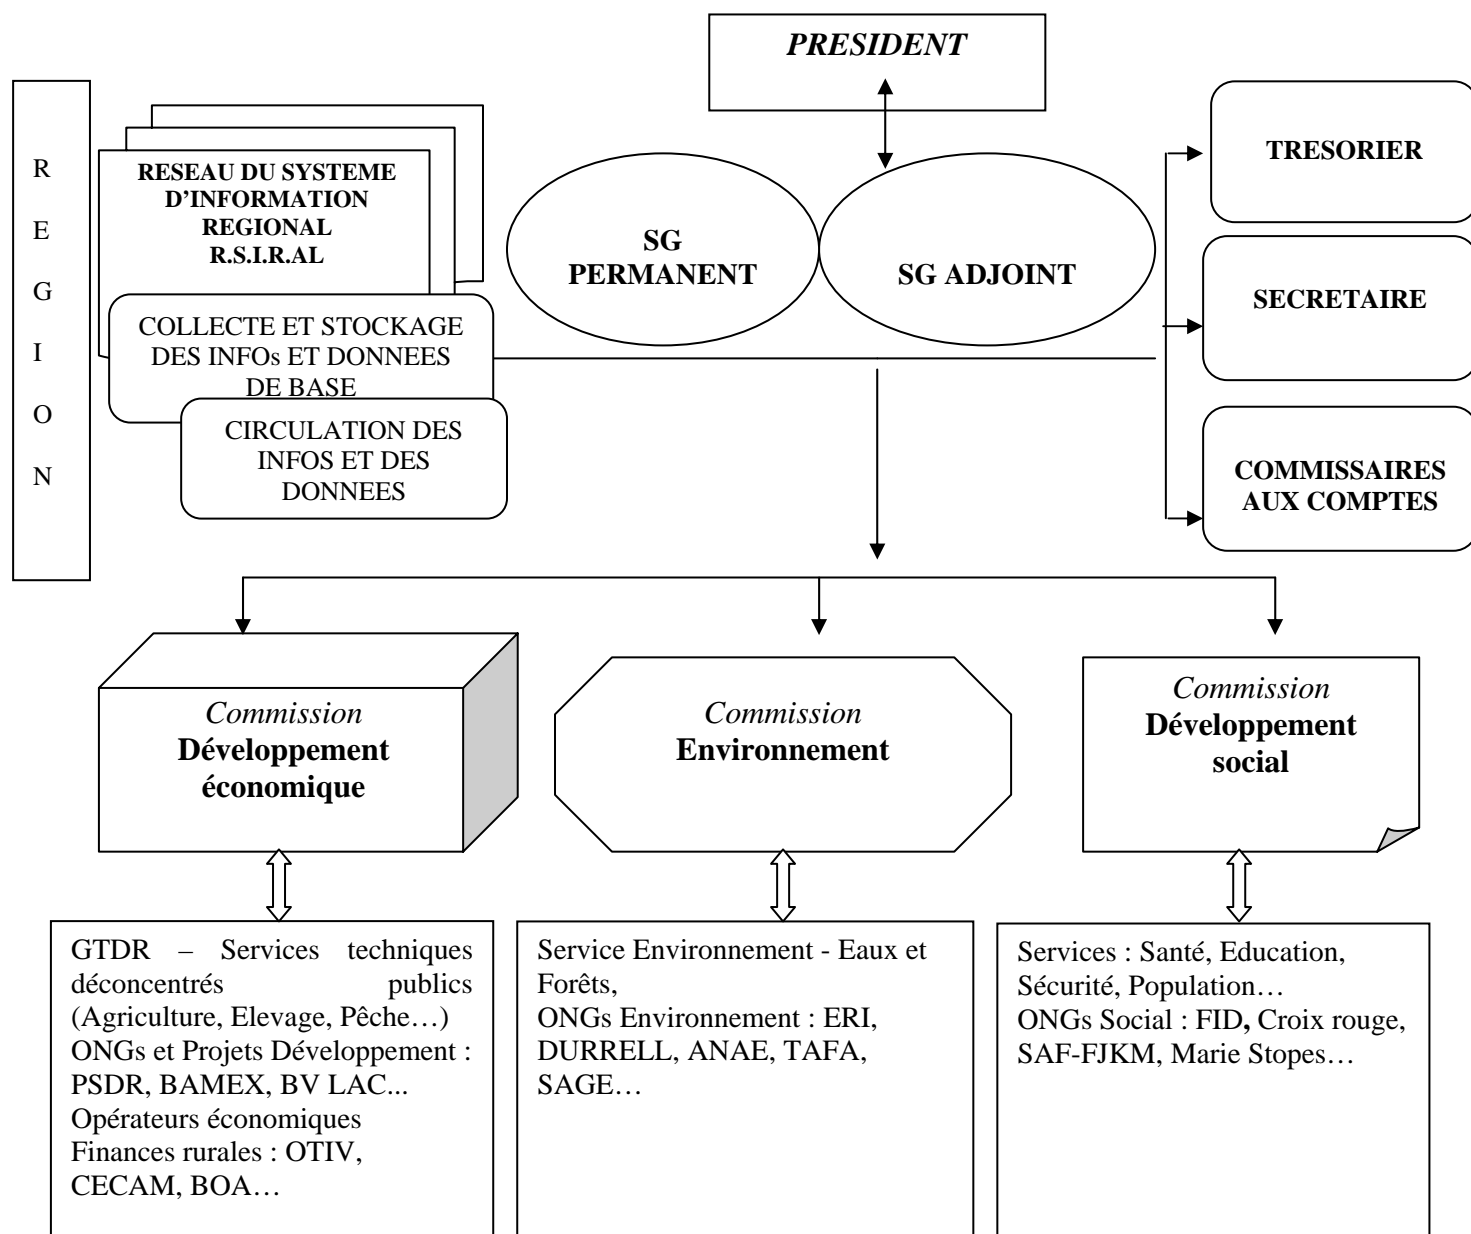 PRESIDENT
R
E
G
I
O
N
RESEAU DU SYSTEME
D’INFORMATION
REGIONAL
R.S.I.R.AL
COLLECTE ET STOCKAGE
DES INFOs ET DONNEES
DE BASE
CIRCULATION DES
INFOS ET DES
DONNEES
SG
PERMANENT
SG ADJOINT
TRESORIER
SECRETAIRE
COMMISSAIRES
AUX COMPTES
Commission
Développement
économique
Commission
Environnement
Commission
Développement
social
GTDR – Services techniques
déconcentrés publics
(Agriculture, Elevage, Pêche…)
ONGs et Projets Développement :
PSDR, BAMEX, BV LAC...
Opérateurs économiques
Finances rurales : OTIV,
CECAM, BOA…
Service Environnement - Eaux et
Forêts,
ONGs Environnement : ERI,
DURRELL, ANAE, TAFA,
SAGE…
Services : Santé, Education,
Sécurité, Population…
ONGs Social : FID, Croix rouge,
SAF-FJKM, Marie Stopes…